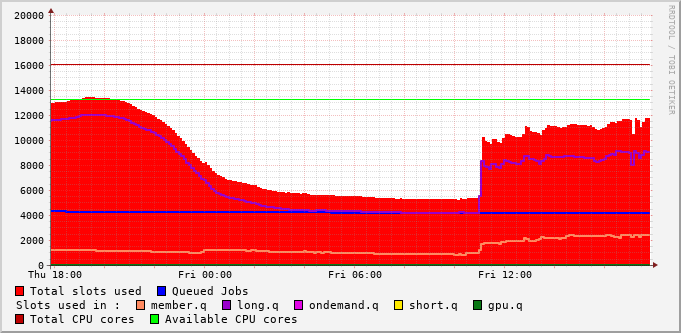 20000
18000
16000
14000
12000
10000
8000
6000
4000
2000
0
Thu 18:00 Fri 00:00 Fri 06:00 Fri 12:00
Total slots used Queued Jobs
Slots used in : member.q long.q ondemand.q short.q gpu.q
Total CPU cores Available CPU cores
RRDTOOL / TOBI OETIKER